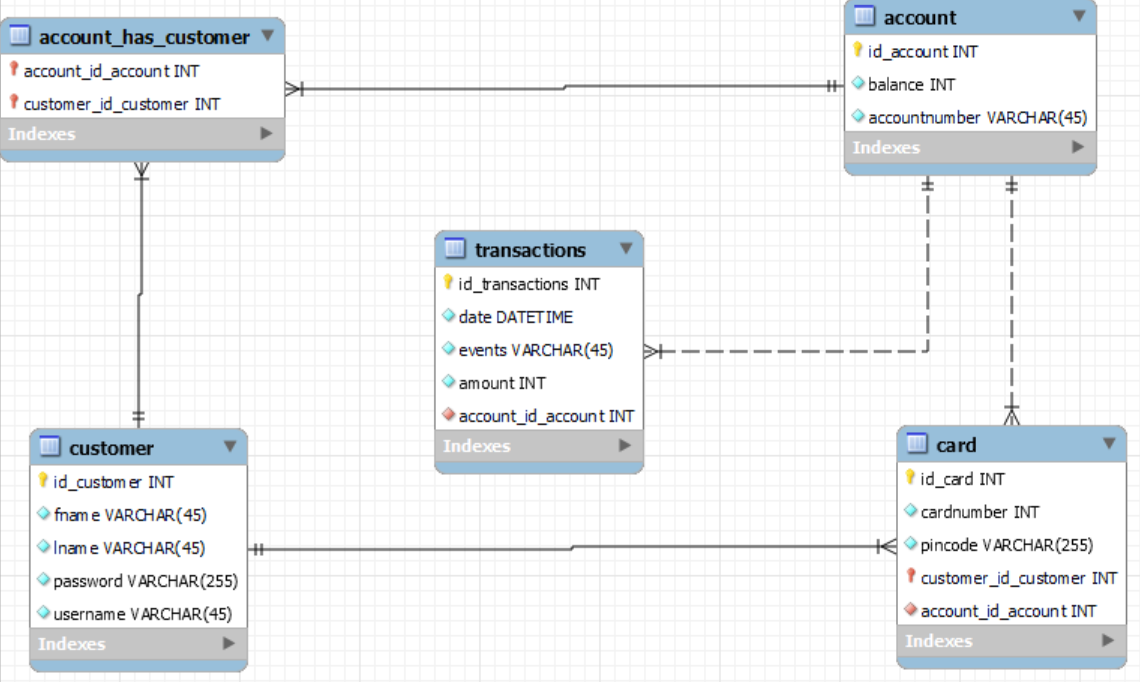 account_has_customer
account_id_account INT
customer_id_customer INT
Indexes
account
id_account INT
balance INT
accountnumber VARCHAR(45)
Indexes
transactions
id_transactions INT
date DATETIME
events VARCHAR(45)
amount INT
account_id_account INT
Indexes
customer
id_customer INT
fname VARCHAR(45)
lname VARCHAR(45)
password VARCHAR(255)
username VARCHAR(45)
Indexes
card
id_card INT
cardnumber INT
pincode VARCHAR(255)
customer_id_customer INT
account_id_account INT
Indexes